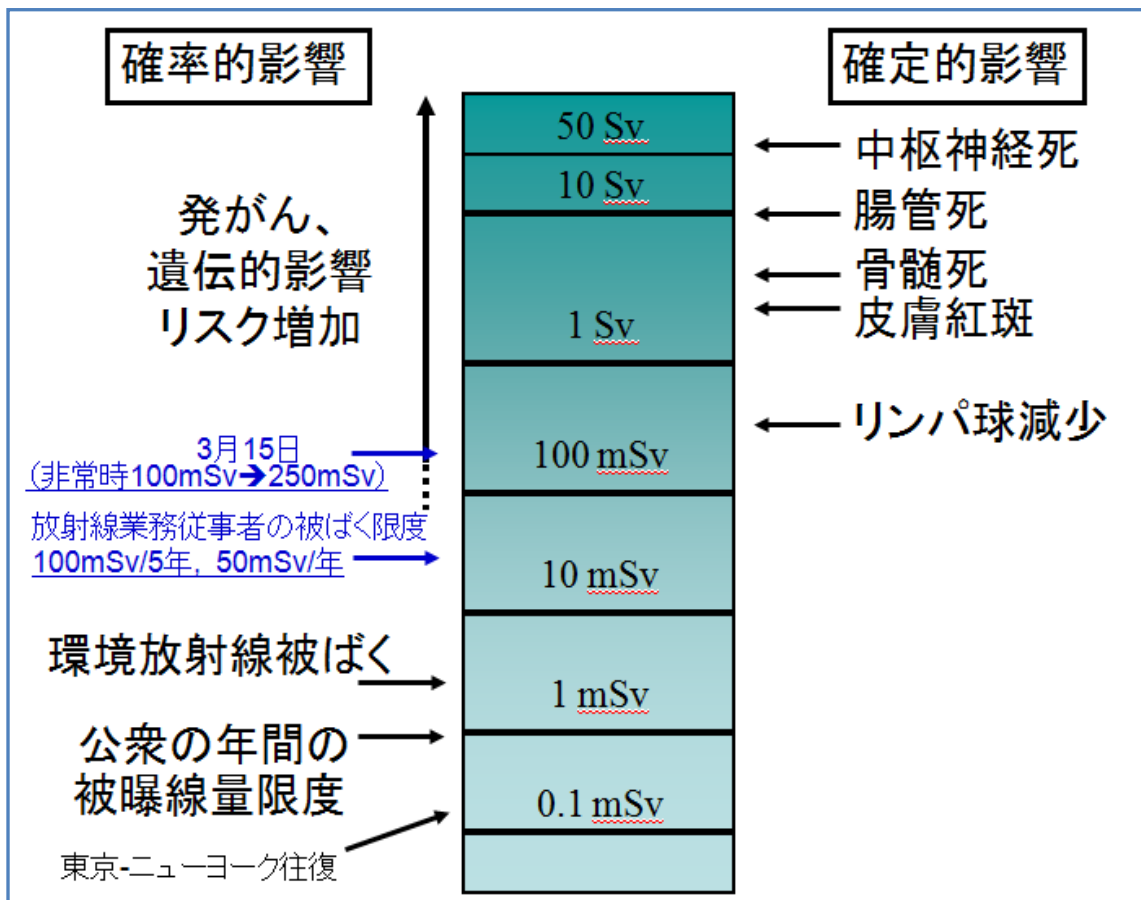 確率的影響
発がん、
遺伝的影響
リスク増加
3月15日
(非常時100mSv➔250mSv)
放射線業務従事者の被ばく限度
100mSv/5年, 50mSv/年
環境放射線被ばく
公衆の年間の
被曝線量限度
東京-ニューヨーク往復
50 Sv
10 Sv
1 Sv
100 mSv
10 mSv
1 mSv
0.1 mSv
確定的影響
中枢神経死
腸管死
骨髄死
皮膚紅斑
リンパ球減少